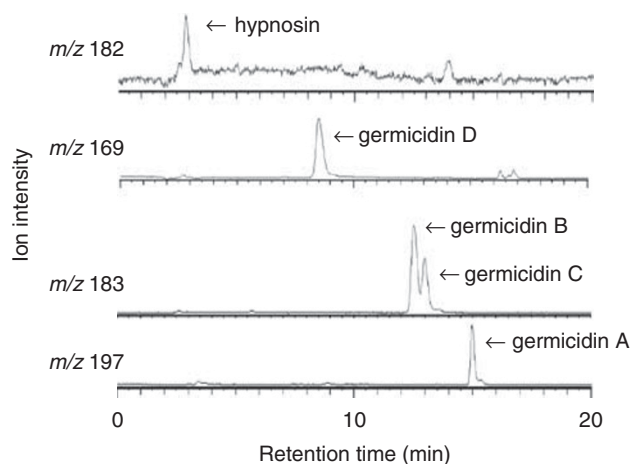 ← hypnosin
m/z 182
← germicidin D
m/z 169
← germicidin B
← germicidin C
m/z 183
← germicidin A
m/z 197
Ion intensity
0 10 20
Retention time (min)